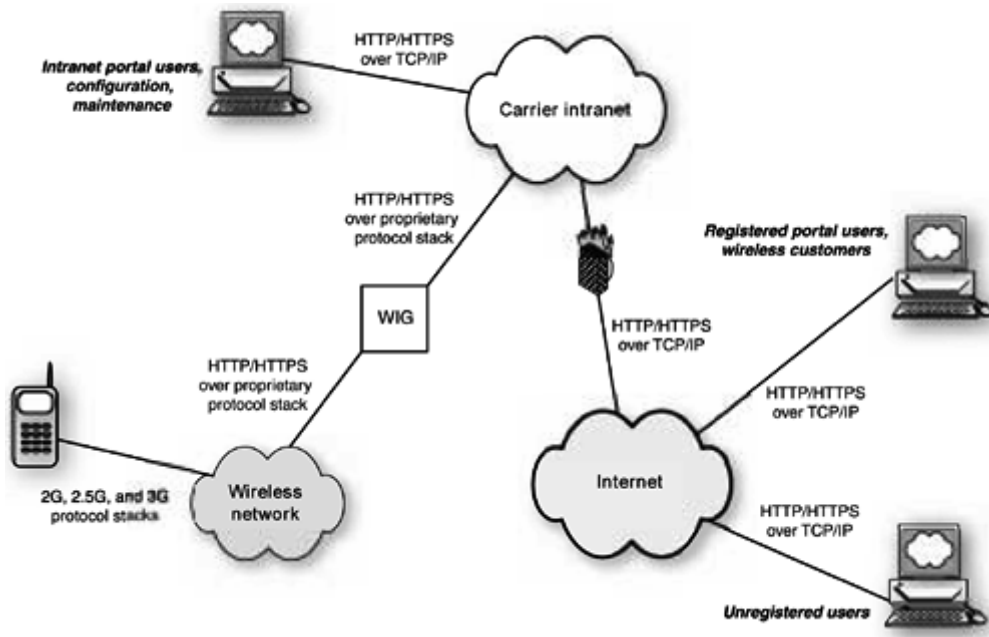 HTTP/HTTPS
over TCP/IP
Intranet portal users,
configuration,
maintenance
Carrier intranet
HTTP/HTTPS
over proprietary
protocol stack
Registered portal users,
wireless customers
WIG
HTTP/HTTPS
over TCP/IP
HTTP/HTTPS
over proprietary
protocol stack
HTTP/HTTPS
over TCP/IP
2G, 2.5G, and 3G
protocol stacks
Wireless
network
Internet
HTTP/HTTPS
over TCP/IP
Unregistered users